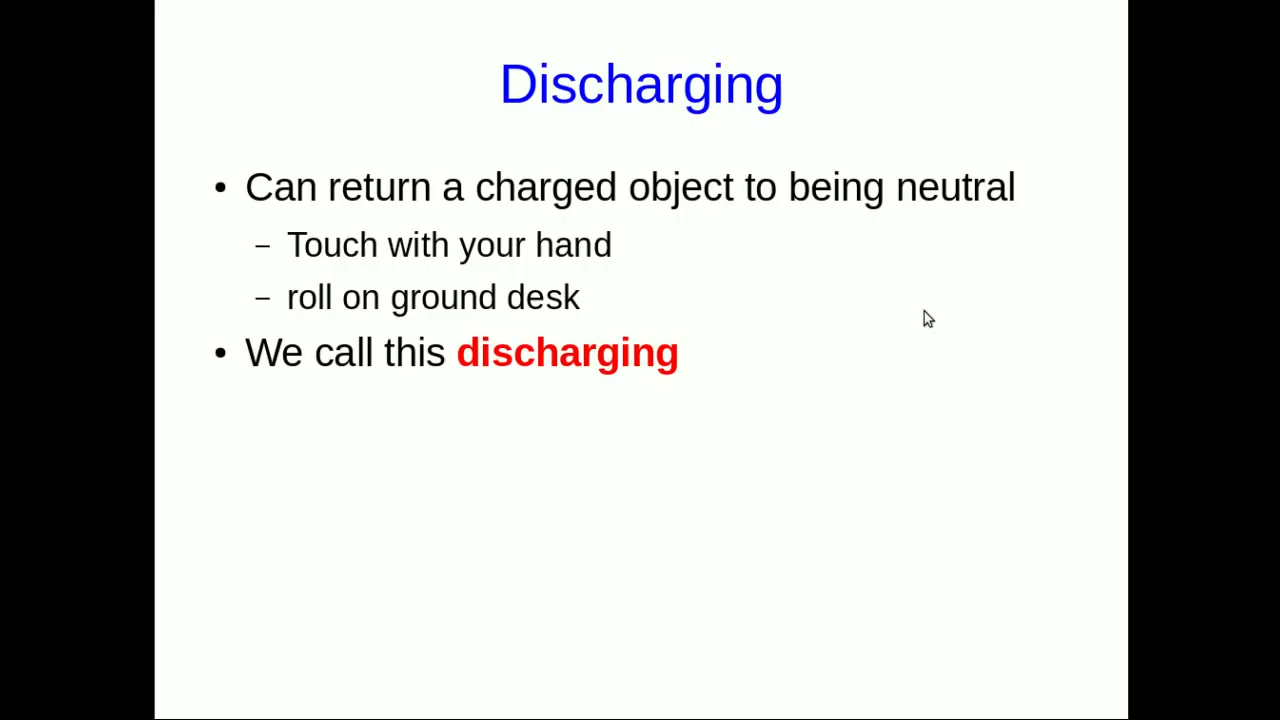 Discharging
• Can return a charged object to being neutral
– Touch with your hand
– roll on ground desk
• We call this discharging